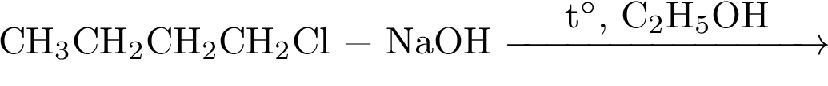 t°, C₂H₅OH
CH₃CH₂CH₂CH₂Cl − NaOH ⟶